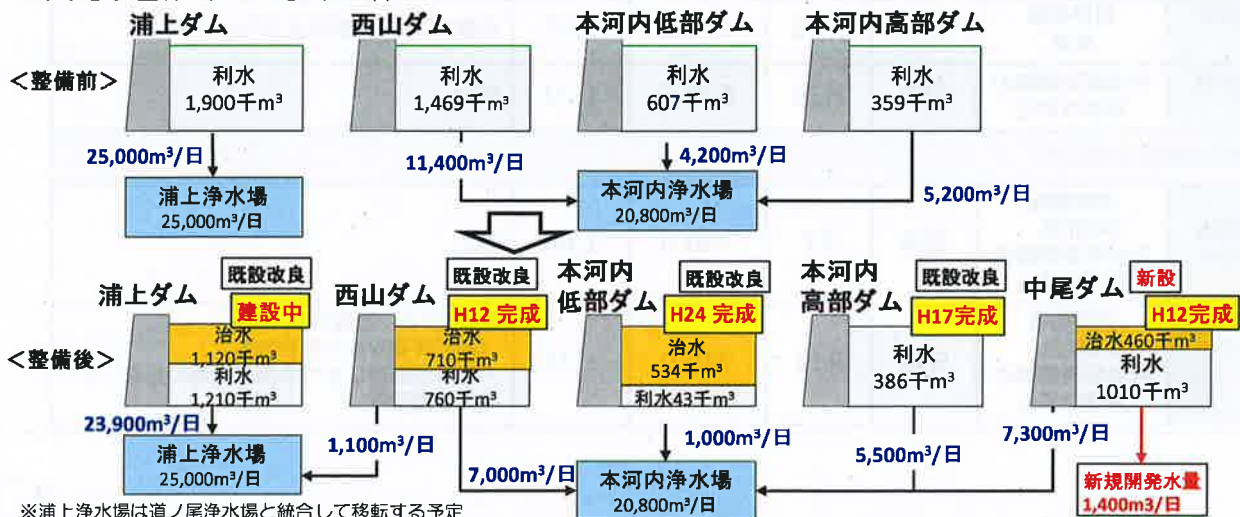 浦上ダム
西山ダム
本河内低部ダム
本河内高部ダム
<整備前>
利水
1,900千m³
利水
1,469千m³
利水
607千m³
利水
359千m³
25,000m³/日
11,400m³/日
4,200m³/日
5,200m³/日
浦上浄水場
25,000m³/日
本河内浄水場
20,800m³/日
既設改良
既設改良
既設改良
既設改良
新設
浦上ダム
西山ダム
本河内
低部ダム
本河内
高部ダム
中尾ダム
建設中
H12 完成
H24 完成
H17完成
H12完成
<整備後>
治水
1,120千m³
利水
1,210千m³
治水
710千m³
利水
760千m³
治水
534千m³
利水43千m³
利水
386千m³
治水460千m³
利水
1010千m³
23,900m³/日
1,100m³/日
7,000m³/日
1,000m³/日
5,500m³/日
7,300m³/日
浦上浄水場
25,000m³/日
本河内浄水場
20,800m³/日
新規開発水量
1,400m3/日
※浦上浄水場は道ノ尾浄水場と統合して移転する予定